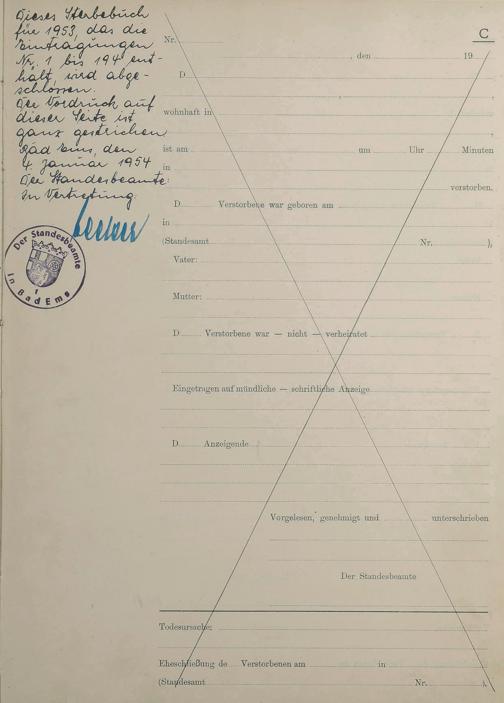 Dieses Sterbebuch
für 1953, das die
Eintragungen
Nr. 1 bis 194 ent-
hält, wird abge-
schlossen.
Der Vordruck auf
dieser Seite ist
ganz gestrichen
Bad Ems, den
4. Januar 1954
Der Standesbeamte:
In Vertretung:
Der Standesbeamte
in Bad Ems
1
C
Nr.
, den 19
D
,
wohnhaft in
,
ist am um Uhr Minuten
in
verstorben.
D Verstorbene war geboren am
in
(Standesamt Nr. ),
Vater:
Mutter:
D Verstorbene war — nicht — verheiratet
Eingetragen auf mündliche — schriftliche Anzeige
D Anzeigende
Vorgelesen, genehmigt und unterschrieben
Der Standesbeamte
Todesursache:
Eheschließung de Verstorbenen am in
(Standesamt Nr. ).